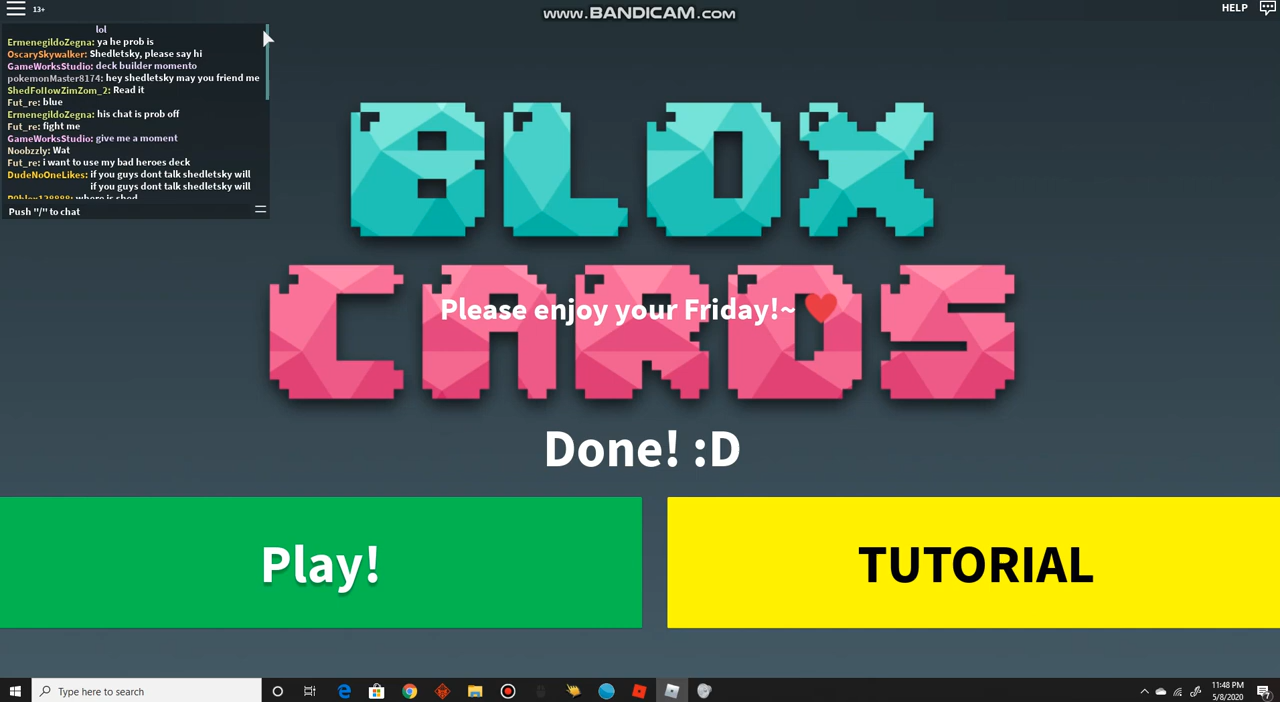 www.BANDICAM.com
13+
HELP
lol
ErmenegildoZegna: ya he prob is
OscarySkywalker: Shedletsky, please say hi
GameWorksStudio: deck builder momento
pokemonMaster8174: hey shedletsky may you friend me
ShedFoIIowZimZom_2: Read it
Fut_re: blue
ErmenegildoZegna: his chat is prob off
Fut_re: fight me
GameWorksStudio: give me a moment
Noobzzly: Wat
Fut_re: i want to use my bad heroes deck
DudeNoOneLikes: if you guys dont talk shedletsky will
if you guys dont talk shedletsky will
Push "/" to chat
BLOX
CARDS
Please enjoy your Friday!~ ❤
Done! :D
Play!
TUTORIAL
Type here to search
11:48 PM
5/8/2020
7